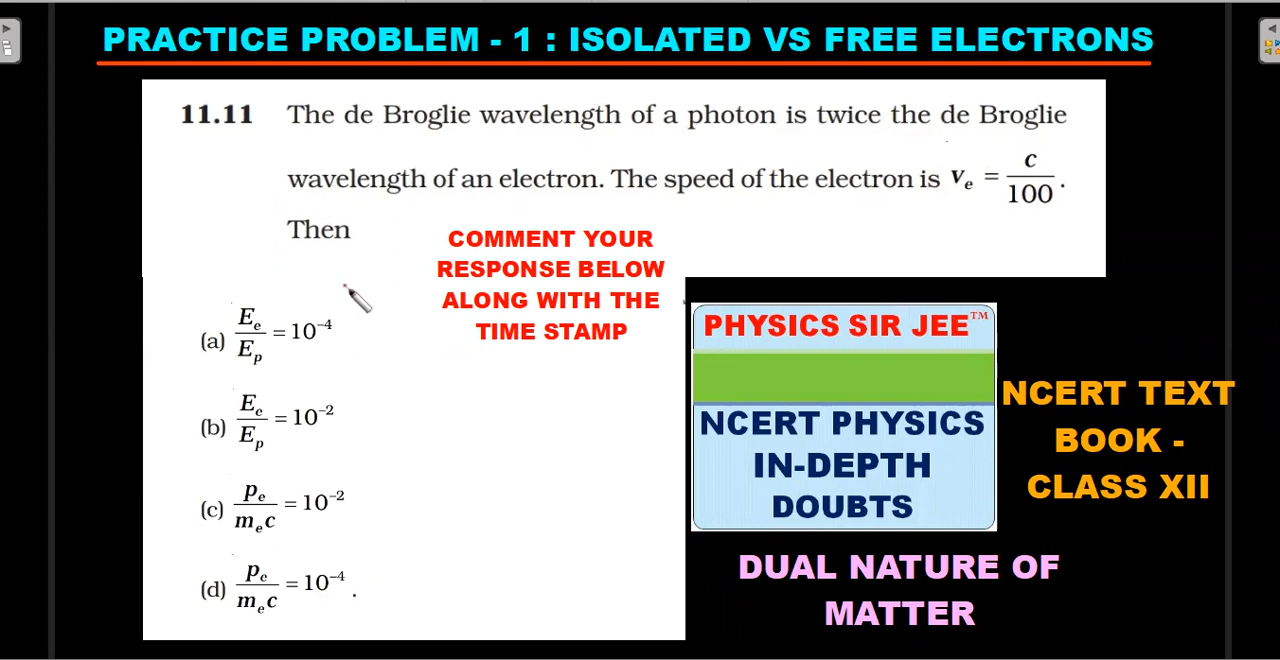 PRACTICE PROBLEM - 1 : ISOLATED VS FREE ELECTRONS
11.11 The de Broglie wavelength of a photon is twice the de Broglie
wavelength of an electron. The speed of the electron is vₑ = c/100.
Then
COMMENT YOUR
RESPONSE BELOW
ALONG WITH THE
TIME STAMP
(a) Eₑ/Eₚ = 10⁻⁴
(b) Eₑ/Eₚ = 10⁻²
(c) pₑ/mₑc = 10⁻²
(d) pₑ/mₑc = 10⁻⁴.
PHYSICS SIR JEE™
NCERT PHYSICS
IN-DEPTH
DOUBTS
NCERT TEXT
BOOK -
CLASS XII
DUAL NATURE OF
MATTER